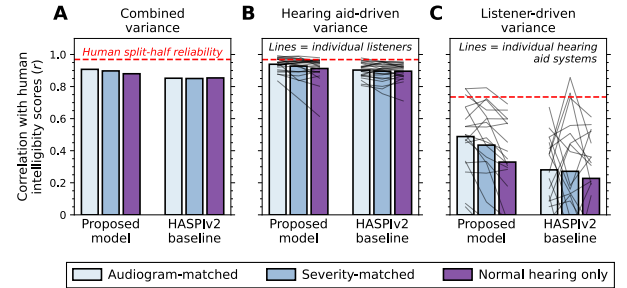 A
Combined
variance
B
Hearing aid-driven
variance
C
Listener-driven
variance
Correlation with human
intelligibity scores (r)
1.0
0.8
0.6
0.4
0.2
0
Human split-half reliability
Lines = individual listeners
Lines = individual hearing
aid systems
Proposed
model
HASPIv2
baseline
Proposed
model
HASPIv2
baseline
Proposed
model
HASPIv2
baseline
Audiogram-matched
Severity-matched
Normal hearing only